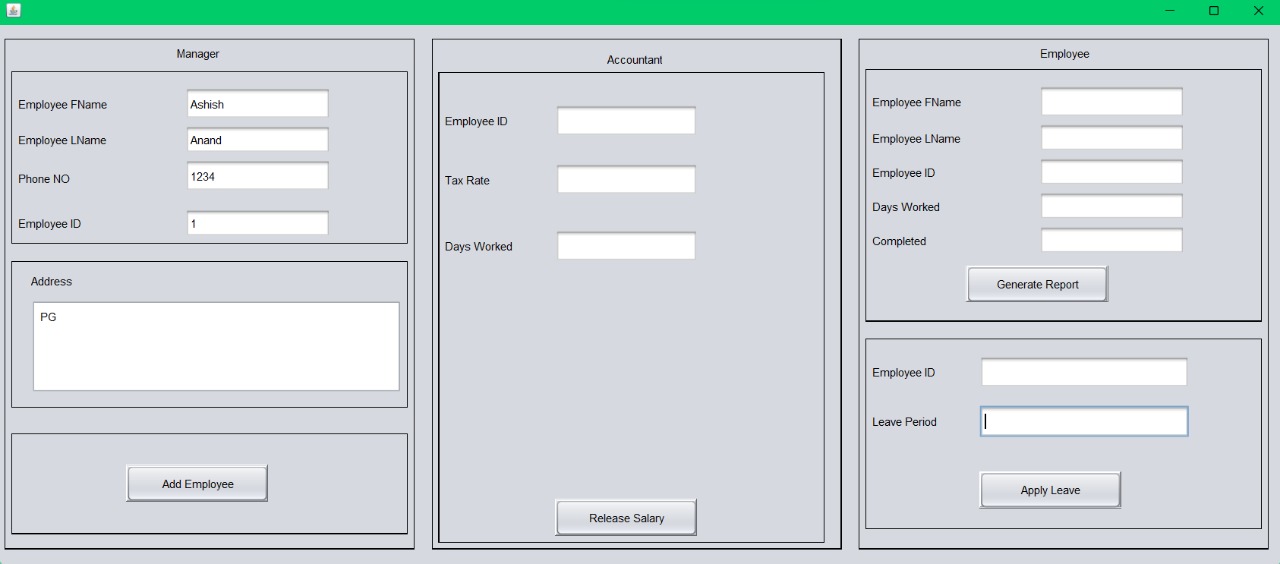 Manager
Employee FName Ashish
Employee LName Anand
Phone NO 1234
Employee ID 1
Address
PG
Add Employee
Accountant
Employee ID
Tax Rate
Days Worked
Release Salary
Employee
Employee FName
Employee LName
Employee ID
Days Worked
Completed
Generate Report
Employee ID
Leave Period
Apply Leave